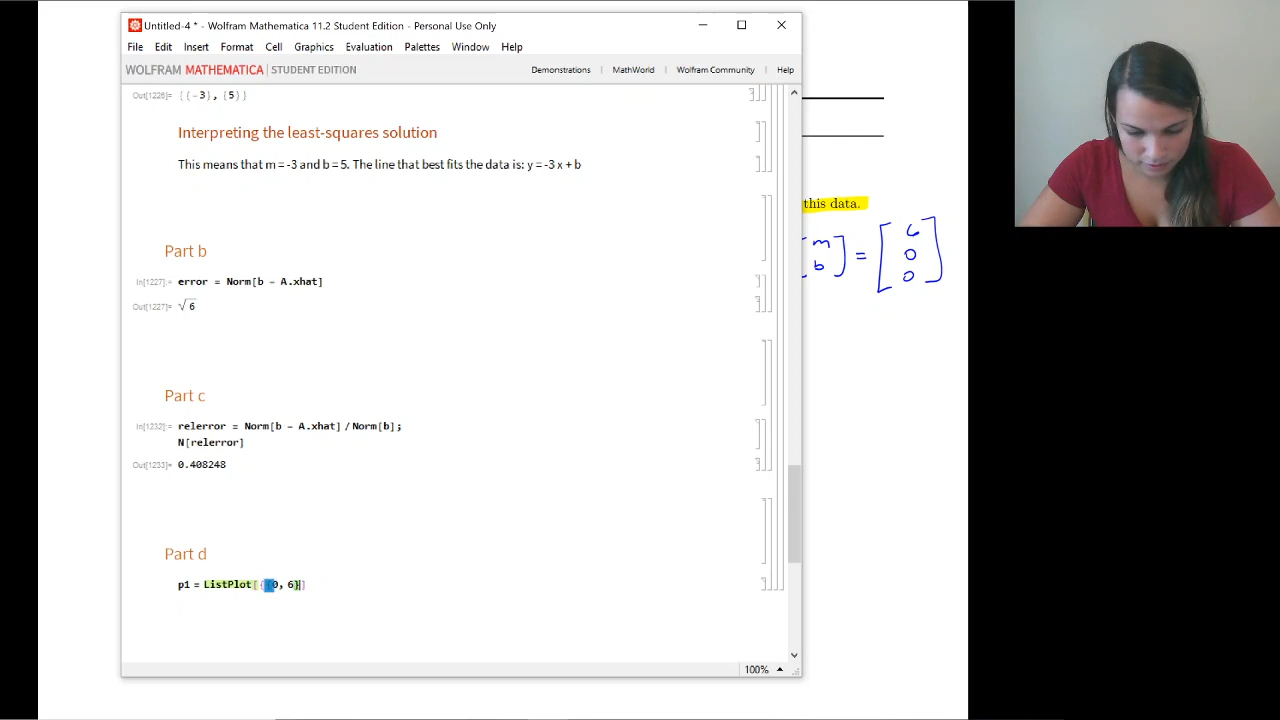 Untitled-4 * - Wolfram Mathematica 11.2 Student Edition - Personal Use Only
File Edit Insert Format Cell Graphics Evaluation Palettes Window Help
WOLFRAM MATHEMATICA | STUDENT EDITION Demonstrations | MathWorld | Wolfram Community | Help
Out[1226]= {{-3}, {5}}
Interpreting the least-squares solution
This means that m = -3 and b = 5. The line that best fits the data is: y = -3 x + b
this data.
m
b
=
6
0
0
Part b
In[1227]:= error = Norm[b - A.xhat]
Out[1227]= √6
Part c
In[1232]:= relerror = Norm[b - A.xhat] / Norm[b];
N[relerror]
Out[1233]= 0.408248
Part d
p1 = ListPlot[{{0, 6}]
100%